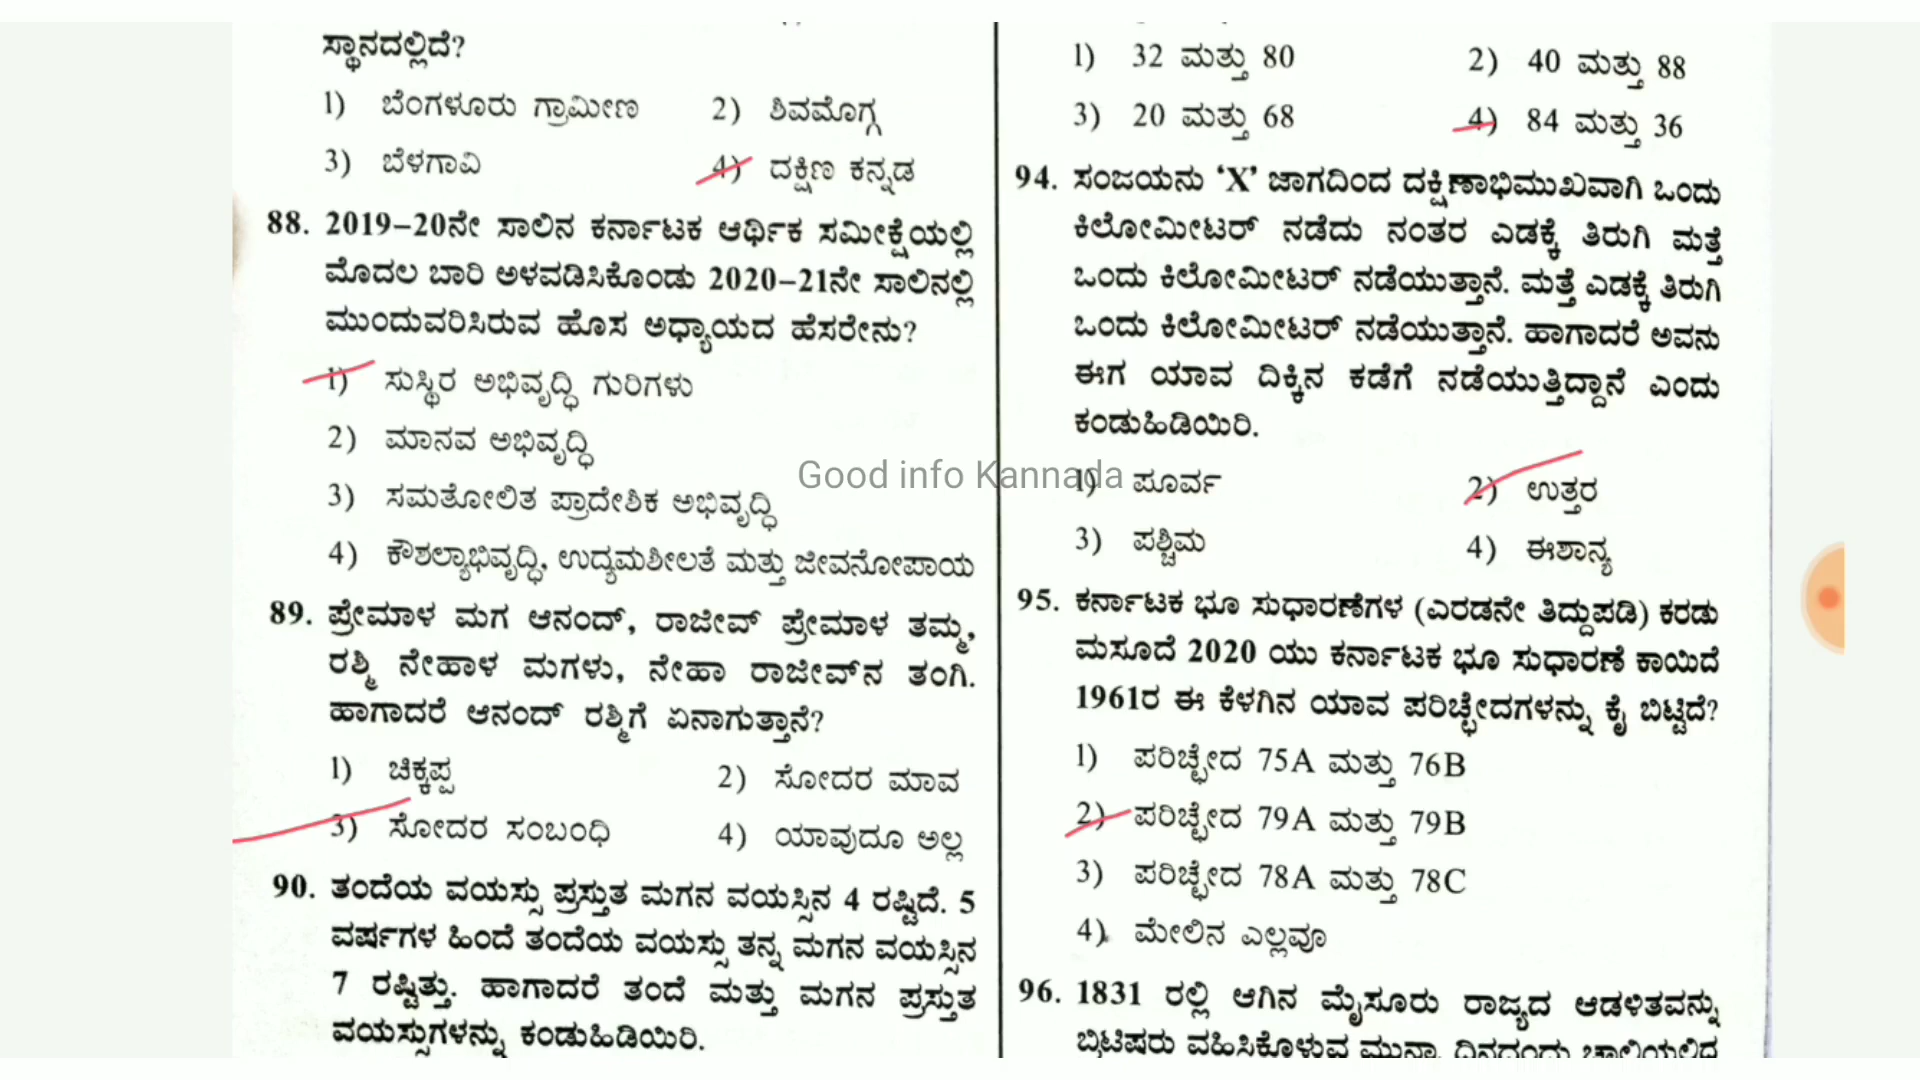 ಸ್ಥಾನದಲ್ಲಿದೆ?
1) ಬೆಂಗಳೂರು ಗ್ರಾಮೀಣ 2) ಶಿವಮೊಗ್ಗ
3) ಬೆಳಗಾವಿ 4) ದಕ್ಷಿಣ ಕನ್ನಡ
88. 2019–20ನೇ ಸಾಲಿನ ಕರ್ನಾಟಕ ಆರ್ಥಿಕ ಸಮೀಕ್ಷೆಯಲ್ಲಿ
ಮೊದಲ ಬಾರಿ ಅಳವಡಿಸಿಕೊಂಡು 2020–21ನೇ ಸಾಲಿನಲ್ಲಿ
ಮುಂದುವರಿಸಿರುವ ಹೊಸ ಅಧ್ಯಾಯದ ಹೆಸರೇನು?
1) ಸುಸ್ಥಿರ ಅಭಿವೃದ್ಧಿ ಗುರಿಗಳು
2) ಮಾನವ ಅಭಿವೃದ್ಧಿ
3) ಸಮತೋಲಿತ ಪ್ರಾದೇಶಿಕ ಅಭಿವೃದ್ಧಿ
4) ಕೌಶಲ್ಯಾಭಿವೃದ್ಧಿ, ಉದ್ಯಮಶೀಲತೆ ಮತ್ತು ಜೀವನೋಪಾಯ
89. ಪ್ರೇಮಾಳ ಮಗ ಆನಂದ್, ರಾಜೀವ್ ಪ್ರೇಮಾಳ ತಮ್ಮ,
ರಶ್ಮಿ ನೇಹಾಳ ಮಗಳು, ನೇಹಾ ರಾಜೀವ್‌ನ ತಂಗಿ.
ಹಾಗಾದರೆ ಆನಂದ್ ರಶ್ಮಿಗೆ ಏನಾಗುತ್ತಾನೆ?
1) ಚಿಕ್ಕಪ್ಪ 2) ಸೋದರ ಮಾವ
3) ಸೋದರ ಸಂಬಂಧಿ 4) ಯಾವುದೂ ಅಲ್ಲ
90. ತಂದೆಯ ವಯಸ್ಸು ಪ್ರಸ್ತುತ ಮಗನ ವಯಸ್ಸಿನ 4 ರಷ್ಟಿದೆ. 5
ವರ್ಷಗಳ ಹಿಂದೆ ತಂದೆಯ ವಯಸ್ಸು ತನ್ನ ಮಗನ ವಯಸ್ಸಿನ
7 ರಷ್ಟಿತ್ತು. ಹಾಗಾದರೆ ತಂದೆ ಮತ್ತು ಮಗನ ಪ್ರಸ್ತುತ
ವಯಸ್ಸುಗಳನ್ನು ಕಂಡುಹಿಡಿಯಿರಿ.
1) 32 ಮತ್ತು 80 2) 40 ಮತ್ತು 88
3) 20 ಮತ್ತು 68 4) 84 ಮತ್ತು 36
94. ಸಂಜಯನು ‘X’ ಜಾಗದಿಂದ ದಕ್ಷಿಣಾಭಿಮುಖವಾಗಿ ಒಂದು
ಕಿಲೋಮೀಟರ್ ನಡೆದು ನಂತರ ಎಡಕ್ಕೆ ತಿರುಗಿ ಮತ್ತೆ
ಒಂದು ಕಿಲೋಮೀಟರ್ ನಡೆಯುತ್ತಾನೆ. ಮತ್ತೆ ಎಡಕ್ಕೆ ತಿರುಗಿ
ಒಂದು ಕಿಲೋಮೀಟರ್ ನಡೆಯುತ್ತಾನೆ. ಹಾಗಾದರೆ ಅವನು
ಈಗ ಯಾವ ದಿಕ್ಕಿನ ಕಡೆಗೆ ನಡೆಯುತ್ತಿದ್ದಾನೆ ಎಂದು
ಕಂಡುಹಿಡಿಯಿರಿ.
1) ಪೂರ್ವ 2) ಉತ್ತರ
3) ಪಶ್ಚಿಮ 4) ಈಶಾನ್ಯ
95. ಕರ್ನಾಟಕ ಭೂ ಸುಧಾರಣೆಗಳ (ಎರಡನೇ ತಿದ್ದುಪಡಿ) ಕರಡು
ಮಸೂದೆ 2020 ಯು ಕರ್ನಾಟಕ ಭೂ ಸುಧಾರಣೆ ಕಾಯಿದೆ
1961ರ ಈ ಕೆಳಗಿನ ಯಾವ ಪರಿಚ್ಛೇದಗಳನ್ನು ಕೈ ಬಿಟ್ಟಿದೆ?
1) ಪರಿಚ್ಛೇದ 75A ಮತ್ತು 76B
2) ಪರಿಚ್ಛೇದ 79A ಮತ್ತು 79B
3) ಪರಿಚ್ಛೇದ 78A ಮತ್ತು 78C
4) ಮೇಲಿನ ಎಲ್ಲವೂ
96. 1831 ರಲ್ಲಿ ಆಗಿನ ಮೈಸೂರು ರಾಜ್ಯದ ಆಡಳಿತವನ್ನು
ಬ್ರಿಟಿಷರು ವಹಿಸಿಕೊಳ್ಳುವ ಮುನ್ನಾ ದಿನದಂದು
Good info Kannada